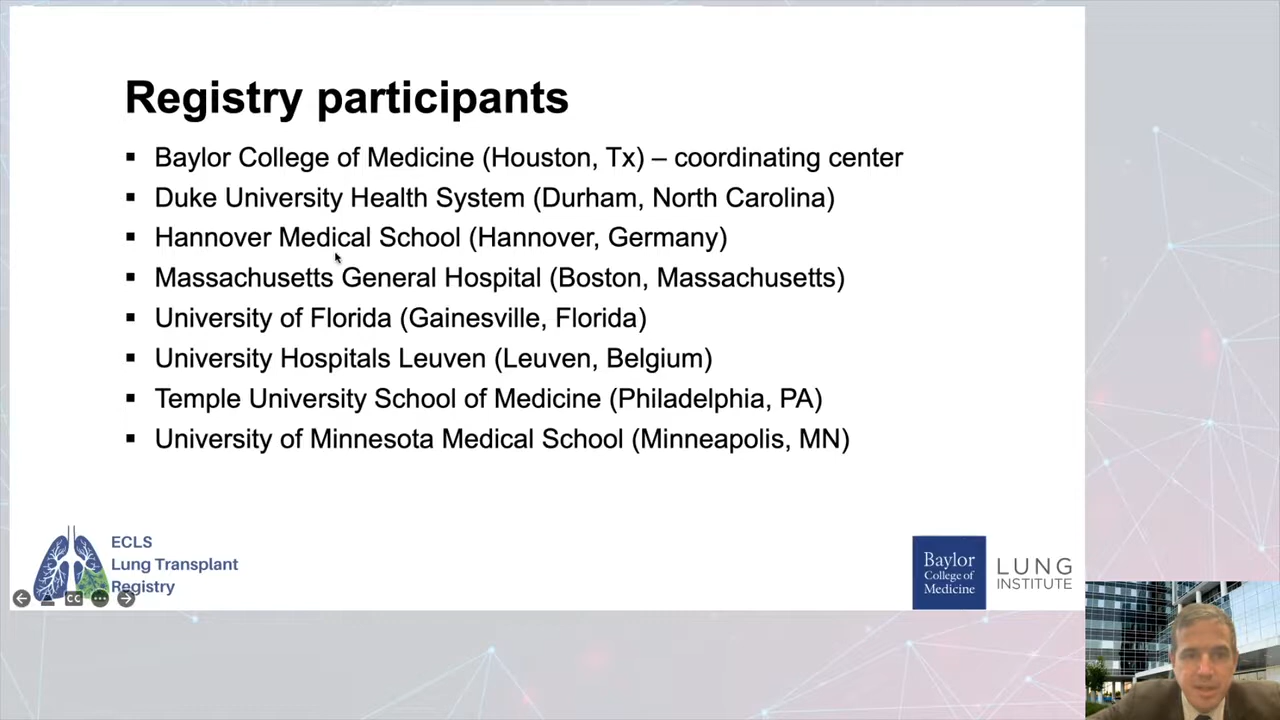 Registry participants
▪ Baylor College of Medicine (Houston, Tx) – coordinating center
▪ Duke University Health System (Durham, North Carolina)
▪ Hannover Medical School (Hannover, Germany)
▪ Massachusetts General Hospital (Boston, Massachusetts)
▪ University of Florida (Gainesville, Florida)
▪ University Hospitals Leuven (Leuven, Belgium)
▪ Temple University School of Medicine (Philadelphia, PA)
▪ University of Minnesota Medical School (Minneapolis, MN)
ECLS
Lung Transplant
Registry
CC
Baylor
College of
Medicine
LUNG
INSTITUTE